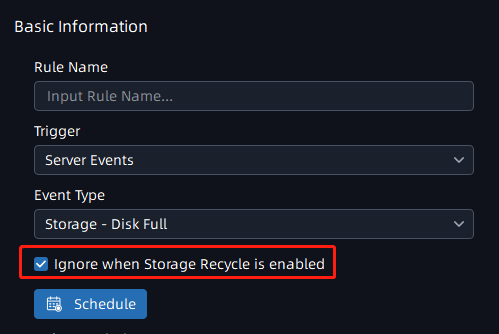 Basic Information
Rule Name
Input Rule Name...
Trigger
Server Events
Event Type
Storage - Disk Full
Ignore when Storage Recycle is enabled
Schedule